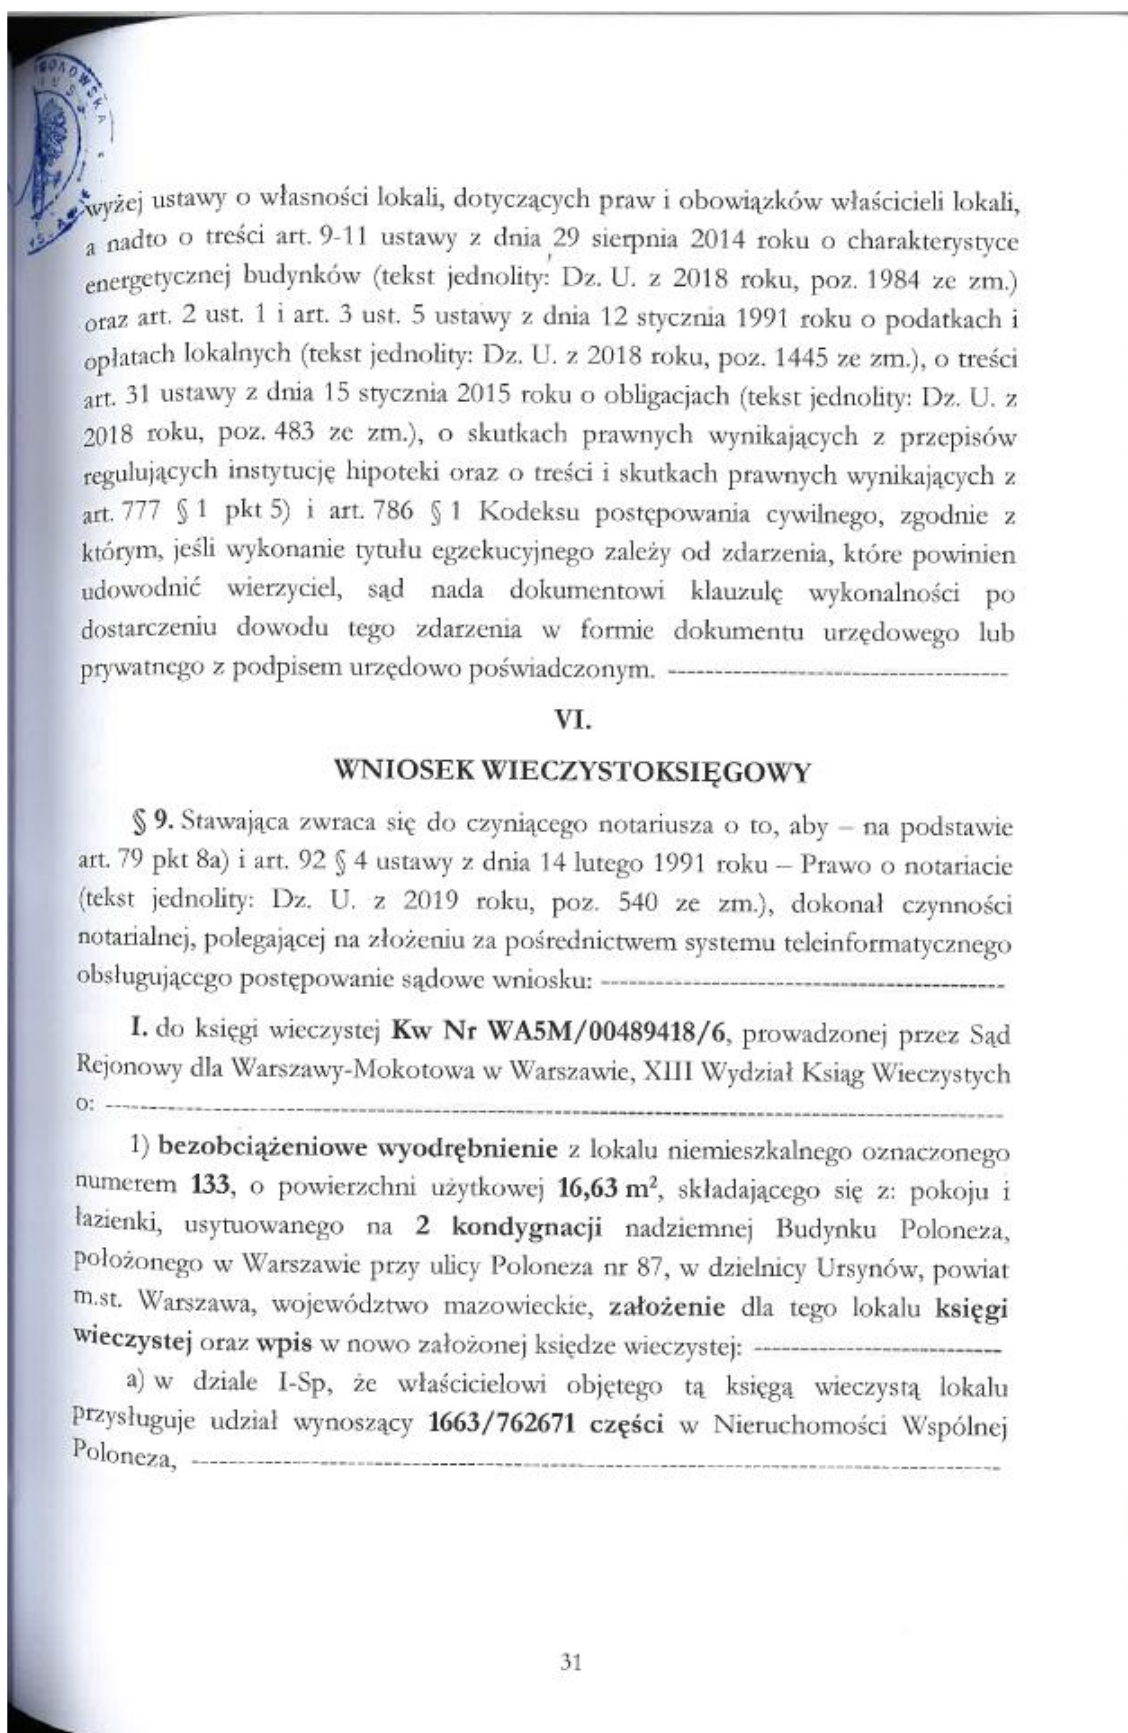 wyżej ustawy o własności lokali, dotyczących praw i obowiązków właścicieli lokali,
a nadto o treści art. 9-11 ustawy z dnia 29 sierpnia 2014 roku o charakterystyce
energetycznej budynków (tekst jednolity: Dz. U. z 2018 roku, poz. 1984 ze zm.)
oraz art. 2 ust. 1 i art. 3 ust. 5 ustawy z dnia 12 stycznia 1991 roku o podatkach i
opłatach lokalnych (tekst jednolity: Dz. U. z 2018 roku, poz. 1445 ze zm.), o treści
art. 31 ustawy z dnia 15 stycznia 2015 roku o obligacjach (tekst jednolity: Dz. U. z
2018 roku, poz. 483 ze zm.), o skutkach prawnych wynikających z przepisów
regulujących instytucję hipoteki oraz o treści i skutkach prawnych wynikających z
art. 777 § 1 pkt 5) i art. 786 § 1 Kodeksu postępowania cywilnego, zgodnie z
którym, jeśli wykonanie tytułu egzekucyjnego zależy od zdarzenia, które powinien
udowodnić wierzyciel, sąd nada dokumentowi klauzulę wykonalności po
dostarczeniu dowodu tego zdarzenia w formie dokumentu urzędowego lub
prywatnego z podpisem urzędowo poświadczonym. ------------------------------------
VI.
WNIOSEK WIECZYSTOKSIĘGOWY
§ 9. Stawająca zwraca się do czyniącego notariusza o to, aby – na podstawie
art. 79 pkt 8a) i art. 92 § 4 ustawy z dnia 14 lutego 1991 roku – Prawo o notariacie
(tekst jednolity: Dz. U. z 2019 roku, poz. 540 ze zm.), dokonał czynności
notarialnej, polegającej na złożeniu za pośrednictwem systemu teleinformatycznego
obsługującego postępowanie sądowe wniosku: -------------------------------------------
I. do księgi wieczystej Kw Nr WA5M/00489418/6, prowadzonej przez Sąd
Rejonowy dla Warszawy-Mokotowa w Warszawie, XIII Wydział Ksiąg Wieczystych
o: ------------------------------------------------------------------------------------------------
1) bezobciążeniowe wyodrębnienie z lokalu niemieszkalnego oznaczonego
numerem 133, o powierzchni użytkowej 16,63 m², składającego się z: pokoju i
łazienki, usytuowanego na 2 kondygnacji nadziemnej Budynku Poloneza,
położonego w Warszawie przy ulicy Poloneza nr 87, w dzielnicy Ursynów, powiat
m.st. Warszawa, województwo mazowieckie, założenie dla tego lokalu księgi
wieczystej oraz wpis w nowo założonej księdze wieczystej: --------------------------
a) w dziale I-Sp, że właścicielowi objętego tą księgą wieczystą lokalu
przysługuje udział wynoszący 1663/762671 części w Nieruchomości Wspólnej
Poloneza, ---------------------------------------------------------------------------------------
31